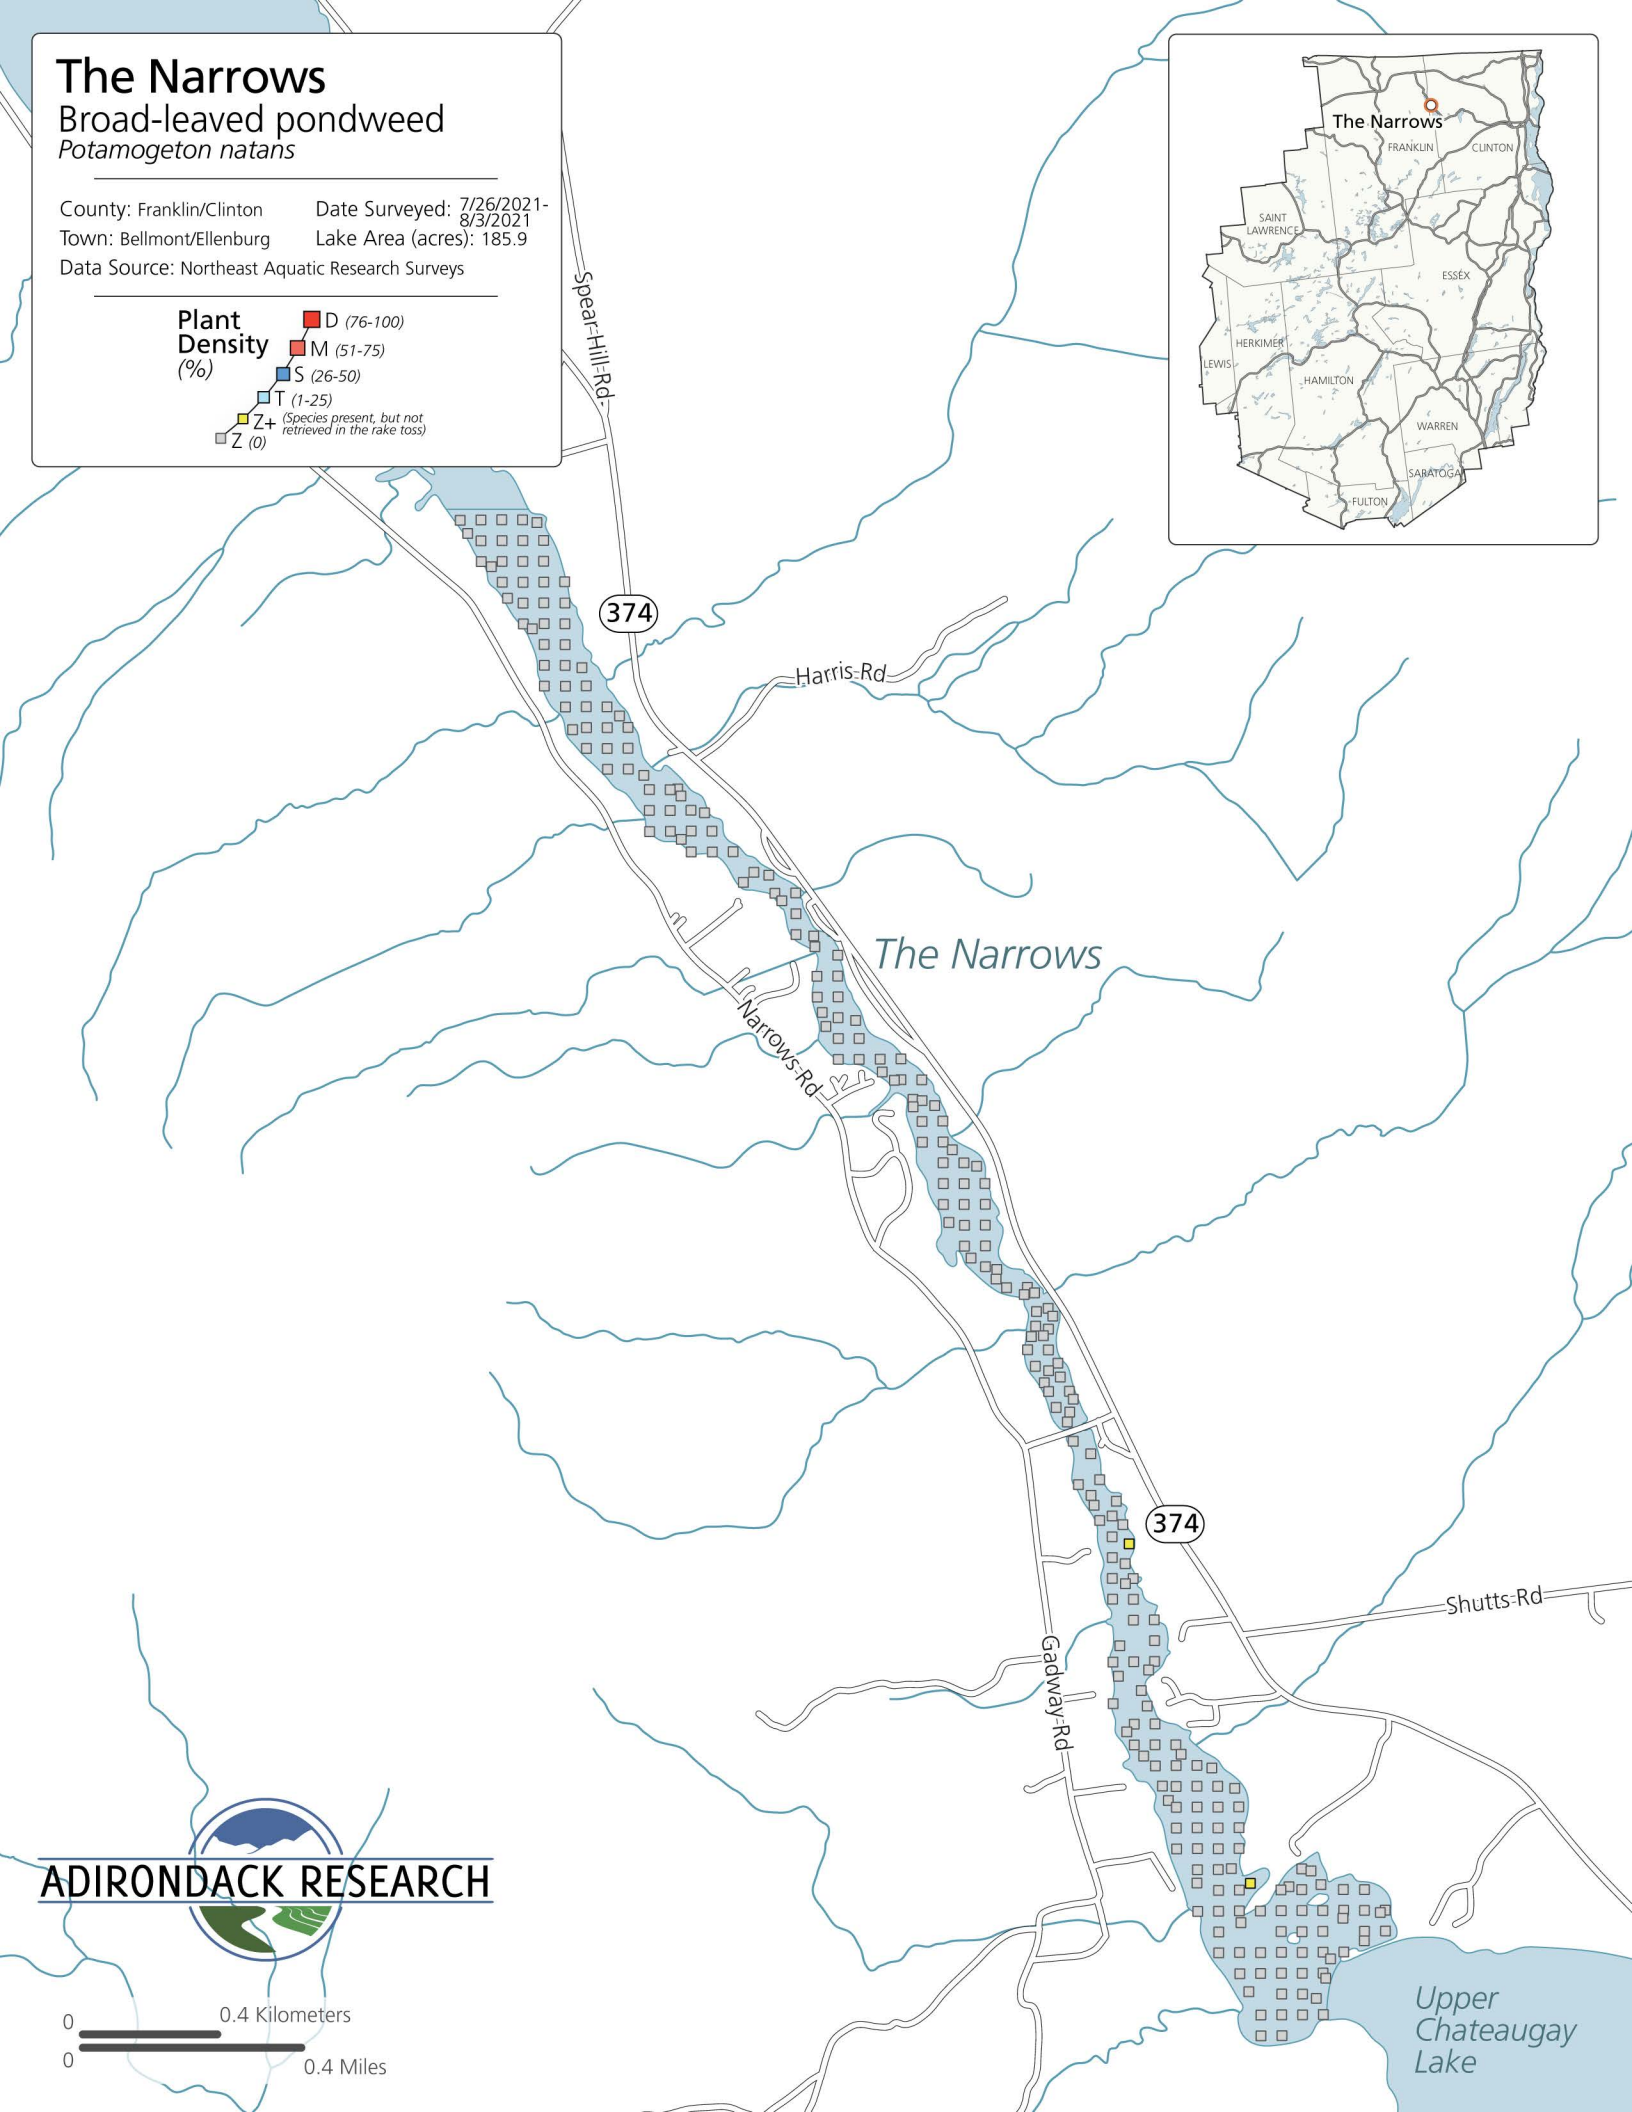 The Narrows
Broad-leaved pondweed
Potamogeton natans
County: Franklin/Clinton
Date Surveyed: 7/26/2021-
8/3/2021
Town: Bellmont/Ellenburg
Lake Area (acres): 185.9
Data Source: Northeast Aquatic Research Surveys
Plant
Density
(%)
D (76-100)
M (51-75)
S (26-50)
T (1-25)
Z+ (Species present, but not
retrieved in the rake toss)
Z (0)
The Narrows
FRANKLIN
CLINTON
SAINT
LAWRENCE
ESSEX
HERKIMER
LEWIS
HAMILTON
WARREN
SARATOGA
FULTON
Spear-Hill-Rd-
374
Harris-Rd
The Narrows
Narrows-Rd
374
Shutts-Rd
Gadway-Rd
ADIRONDACK RESEARCH
Upper
Chateaugay
Lake
0
0.4 Kilometers
0
0.4 Miles